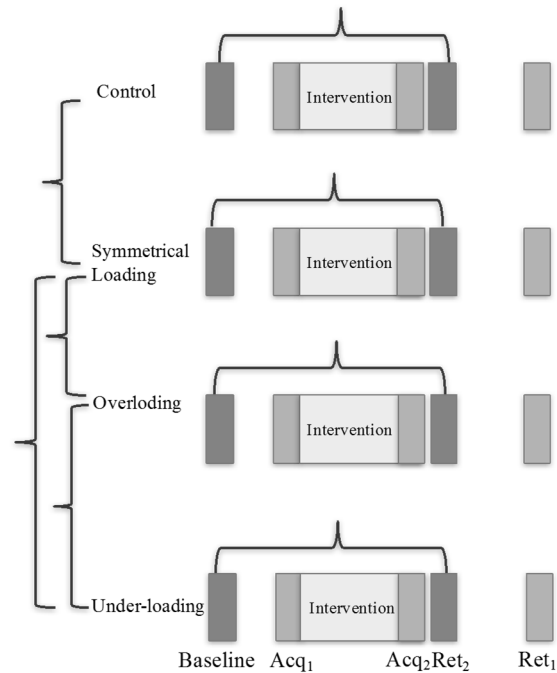 Control
Intervention
Symmetrical
Loading
Intervention
Overloding
Intervention
Under-loading
Intervention
Baseline Acq₁ Acq₂Ret₂ Ret₁